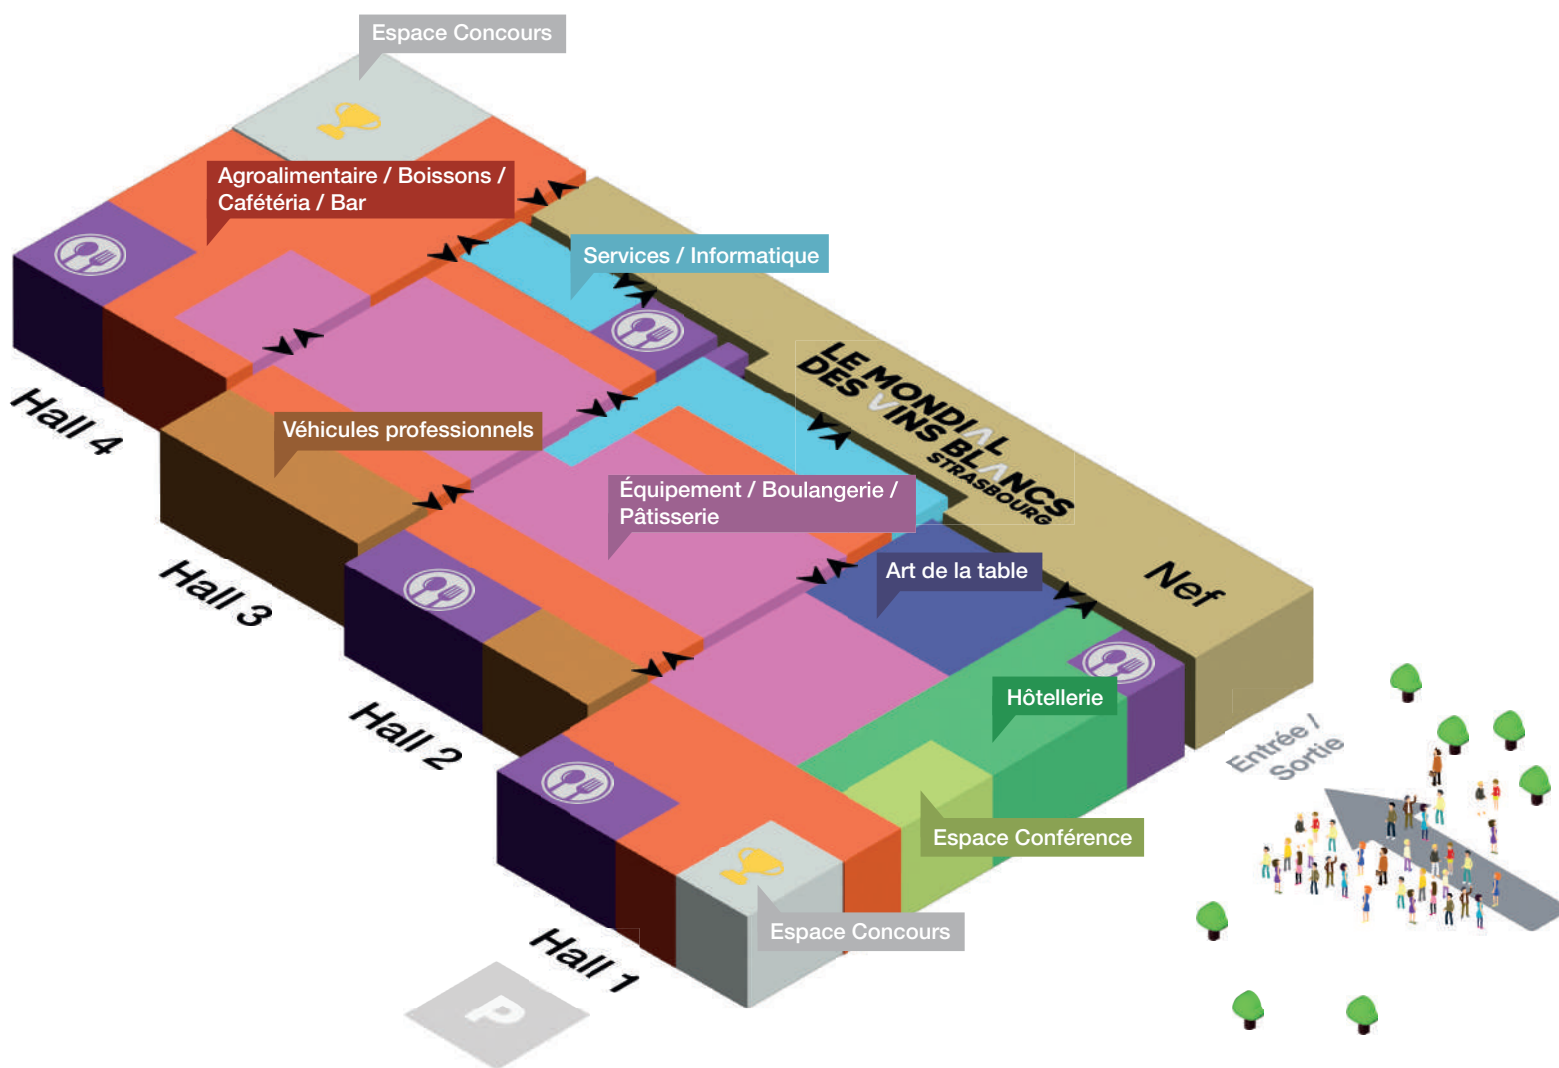 Espace Concours
Agroalimentaire / Boissons /
Cafétéria / Bar
Services / Informatique
LE MONDIAL
DES VINS BLANCS
STRASBOURG
Hall 4
Véhicules professionnels
Équipement / Boulangerie /
Pâtisserie
Art de la table
Nef
Hall 3
Hôtellerie
Hall 2
Entrée /
Sortie
Espace Conférence
Espace Concours
Hall 1
P